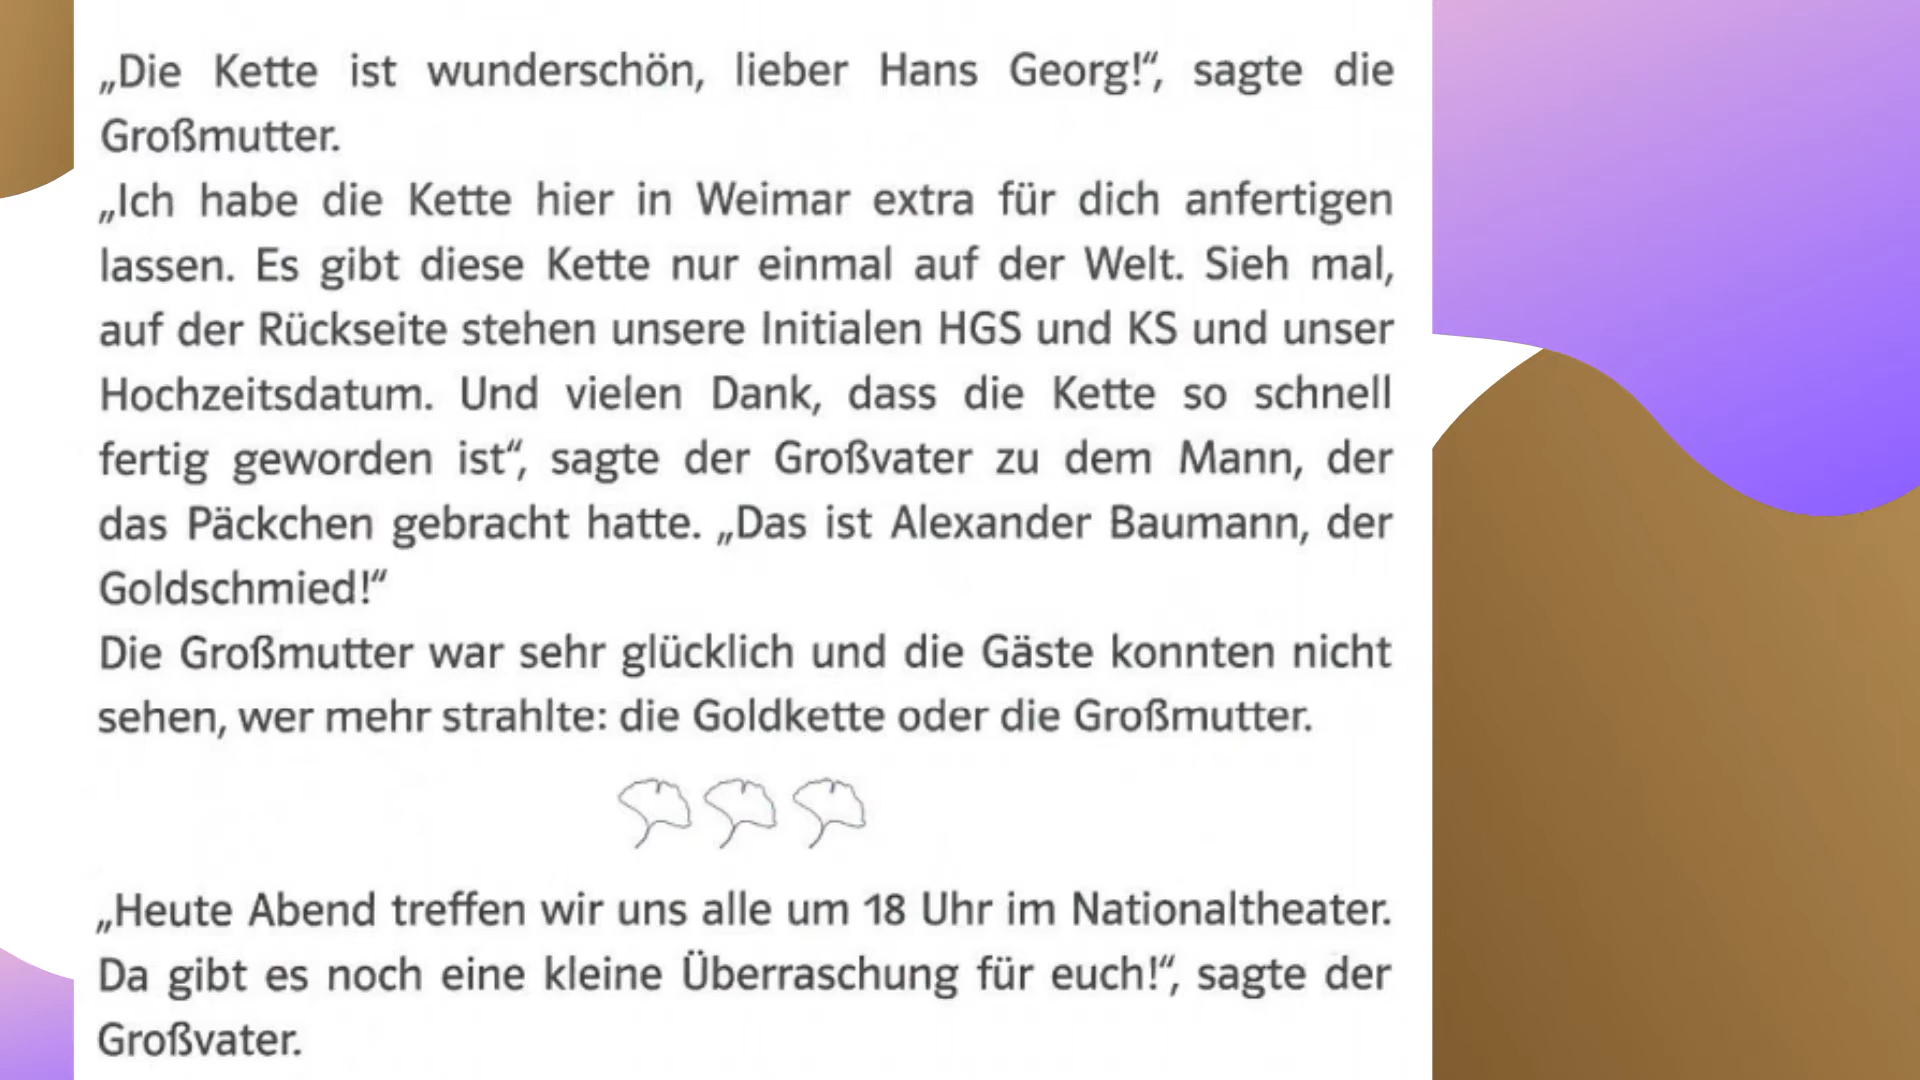 „Die Kette ist wunderschön, lieber Hans Georg!“, sagte die
Großmutter.
„Ich habe die Kette hier in Weimar extra für dich anfertigen
lassen. Es gibt diese Kette nur einmal auf der Welt. Sieh mal,
auf der Rückseite stehen unsere Initialen HGS und KS und unser
Hochzeitsdatum. Und vielen Dank, dass die Kette so schnell
fertig geworden ist“, sagte der Großvater zu dem Mann, der
das Päckchen gebracht hatte. „Das ist Alexander Baumann, der
Goldschmied!“
Die Großmutter war sehr glücklich und die Gäste konnten nicht
sehen, wer mehr strahlte: die Goldkette oder die Großmutter.
„Heute Abend treffen wir uns alle um 18 Uhr im Nationaltheater.
Da gibt es noch eine kleine Überraschung für euch!“, sagte der
Großvater.